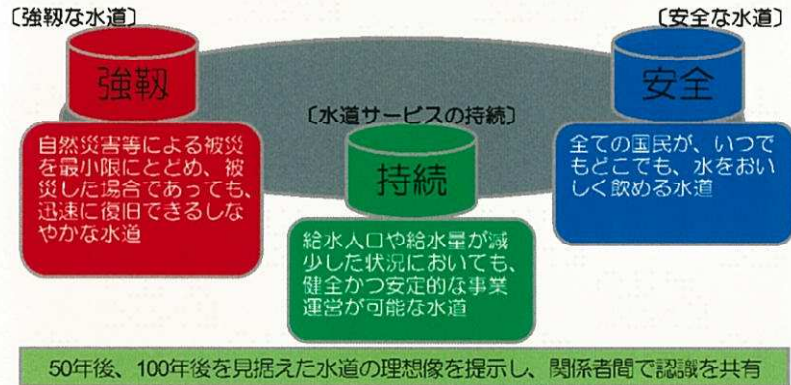 〔強靱な水道〕
〔安全な水道〕
強靱
安全
〔水道サービスの持続〕
持続
自然災害等による被災
を最小限にとどめ、被
災した場合であっても、
迅速に復旧できるしな
やかな水道
全ての国民が、いつで
もどこでも、水をおい
しく飲める水道
給水人口や給水量が減
少した状況においても、
健全かつ安定的な事業
運営が可能な水道
50年後、100年後を見据えた水道の理想像を提示し、関係者間で認識を共有